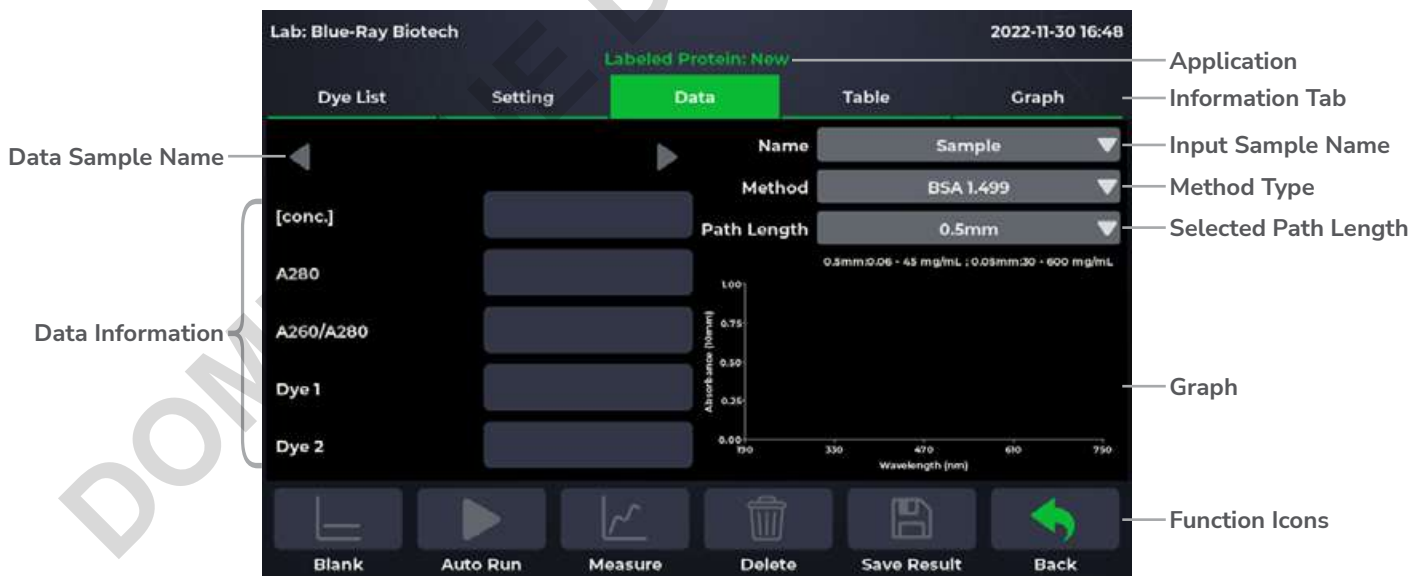 Lab: Blue-Ray Biotech 2022-11-30 16:48
Labeled Protein: New
Application
Dye List Setting Data Table Graph
Information Tab
Data Sample Name
Name Sample
Input Sample Name
Method BSA 1.499
Method Type
Path Length 0.5mm
Selected Path Length
0.5mm:0.06 - 45 mg/mL ; 0.05mm:30 - 600 mg/mL
Data Information
[conc.]
A280
A260/A280
Dye 1
Dye 2
1.00
0.75
0.50
0.25
0.00
Absorbance (10mm)
190 330 470 610 750
Wavelength (nm)
Graph
Function Icons
Blank Auto Run Measure Delete Save Result Back